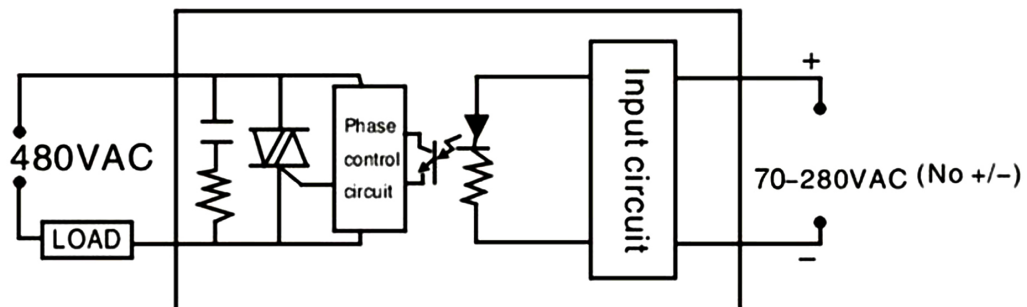 480VAC
LOAD
Phase
control
circuit
Input circuit
+
70-280VAC (No +/-)
-